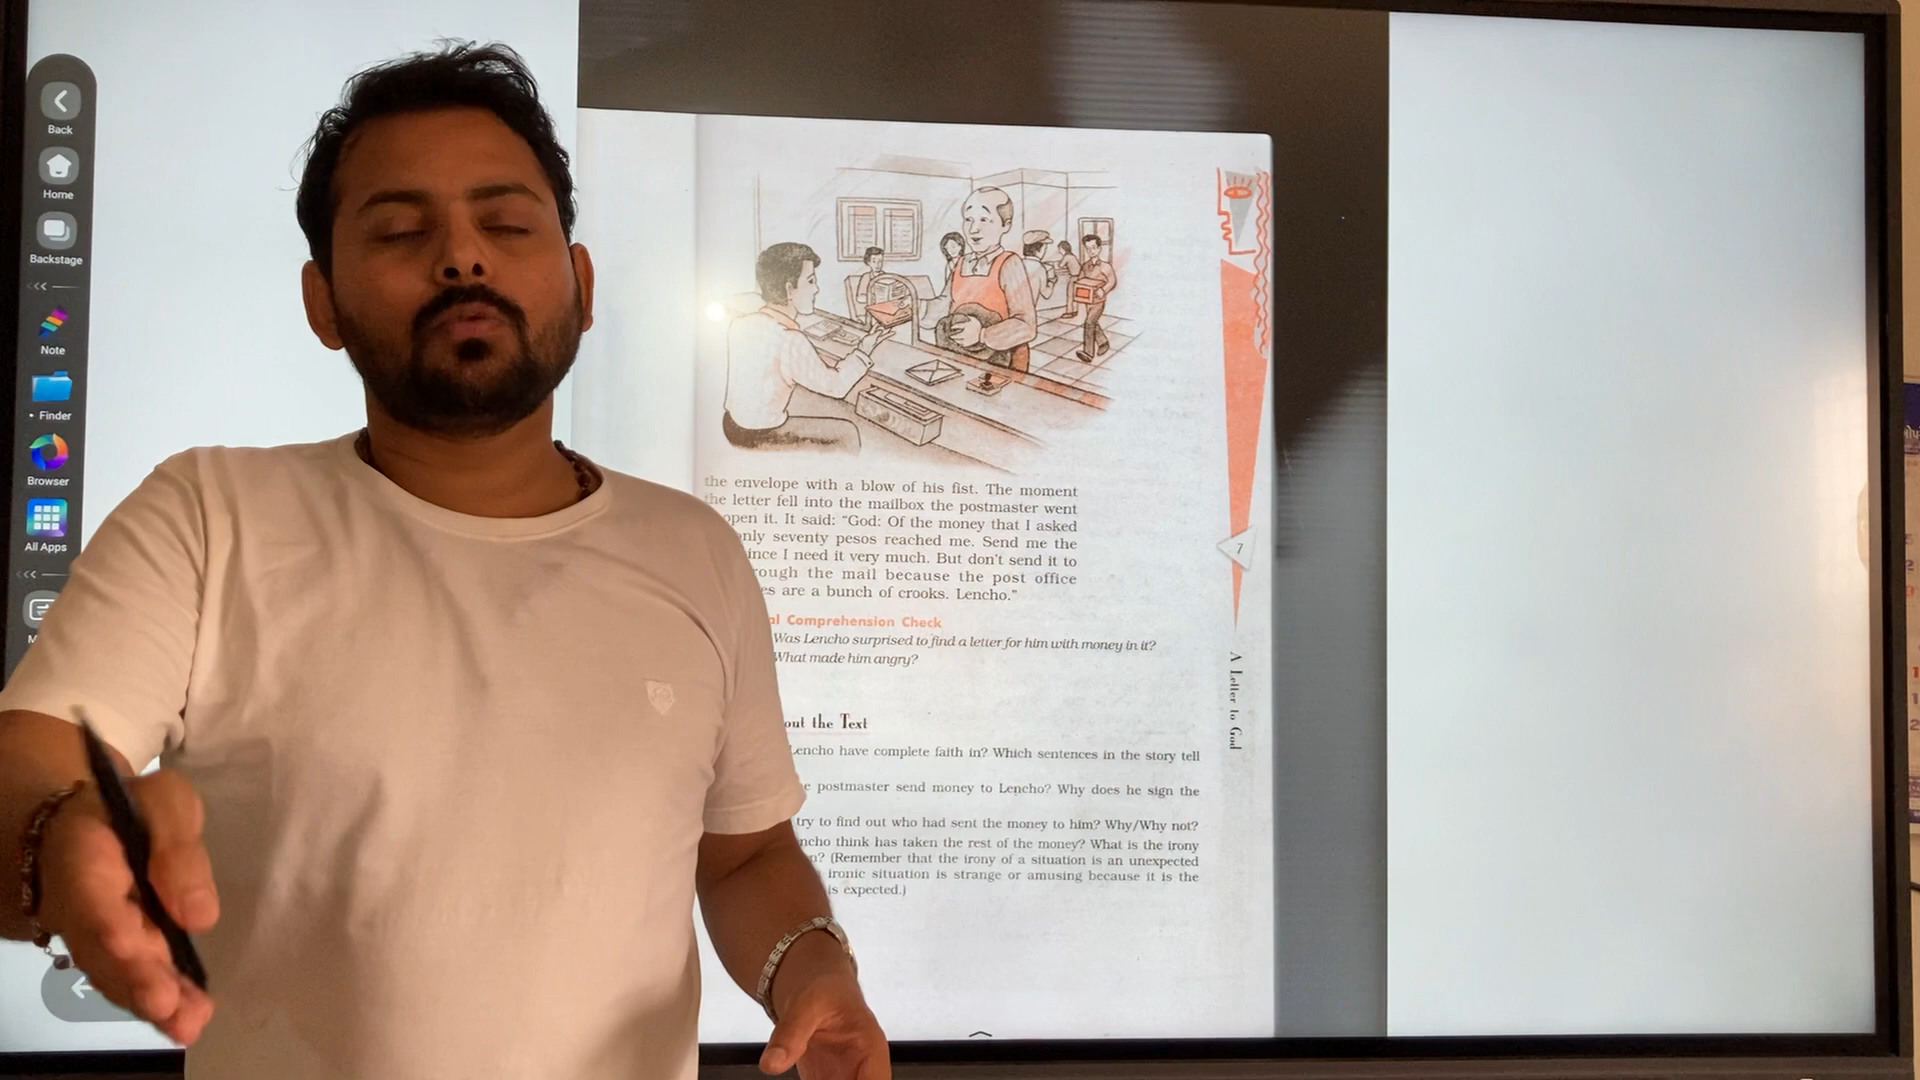 Back
Home
Backstage
Note
Finder
Browser
All Apps
the envelope with a blow of his fist. The moment
the letter fell into the mailbox the postmaster went
open it. It said: “God: Of the money that I asked
only seventy pesos reached me. Send me the
since I need it very much. But don't send it to
through the mail because the post office
are a bunch of crooks. Lencho.”
Comprehension Check
Was Lencho surprised to find a letter for him with money in it?
What made him angry?
7
A Letter to God
the Text
Lencho have complete faith in? Which sentences in the story tell
postmaster send money to Lencho? Why does he sign the
try to find out who had sent the money to him? Why/Why not?
think has taken the rest of the money? What is the irony
(Remember that the irony of a situation is an unexpected
ironic situation is strange or amusing because it is the
is expected.)